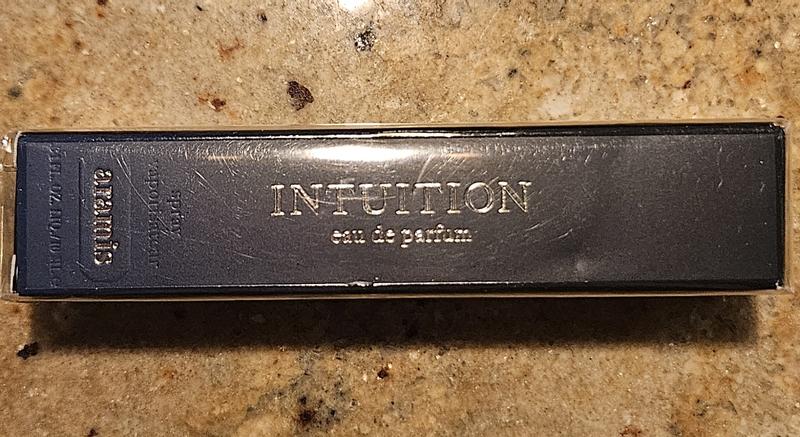 INTUITION
eau de parfum
aramis
spray
vaporisateur